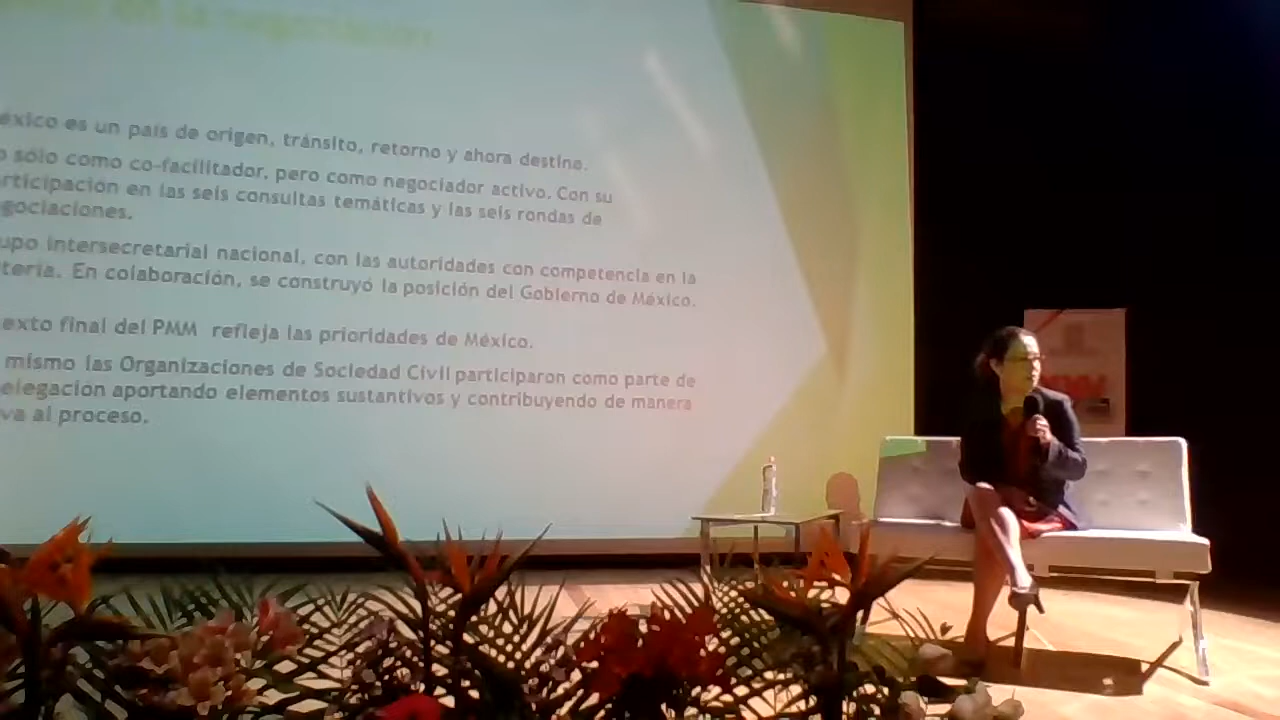 en la negociación
éxico es un país de origen, tránsito, retorno y ahora destino.
o sólo como co-facilitador, pero como negociador activo. Con su
rticipación en las seis consultas temáticas y las seis rondas de
gociaciones.
upo intersecretarial nacional, con las autoridades con competencia en la
teria. En colaboración, se construyó la posición del Gobierno de México.
exto final del PMM refleja las prioridades de México.
mismo las Organizaciones de Sociedad Civil participaron como parte de
elegación aportando elementos sustantivos y contribuyendo de manera
va al proceso.